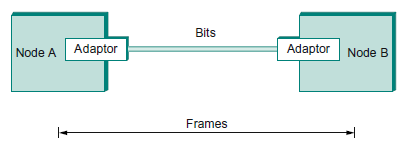 Bits
Node A
Adaptor
Adaptor
Node B
Frames